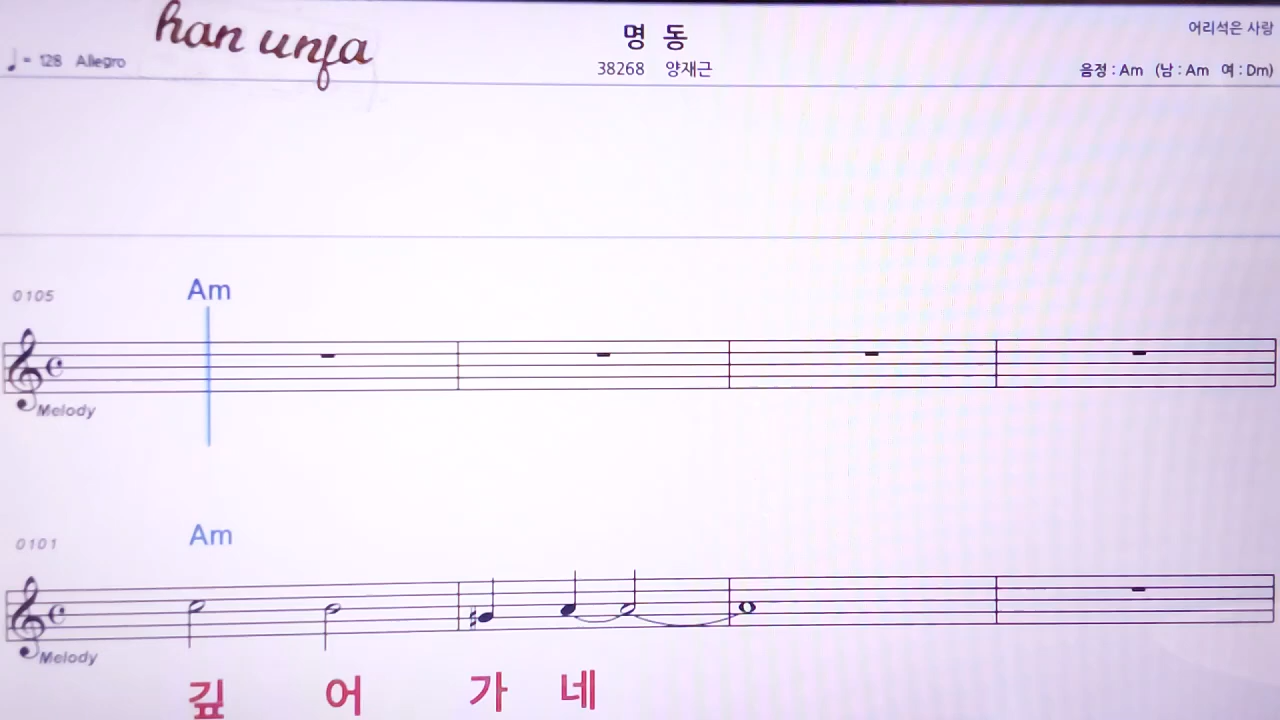 han unfa
♩= 128 Allegro
명 동
38268 양재근
어리석은 사랑
음정 : Am (남 : Am 여 : Dm)
0105
Am
Melody
0101
Am
Melody
깊 어 가 네